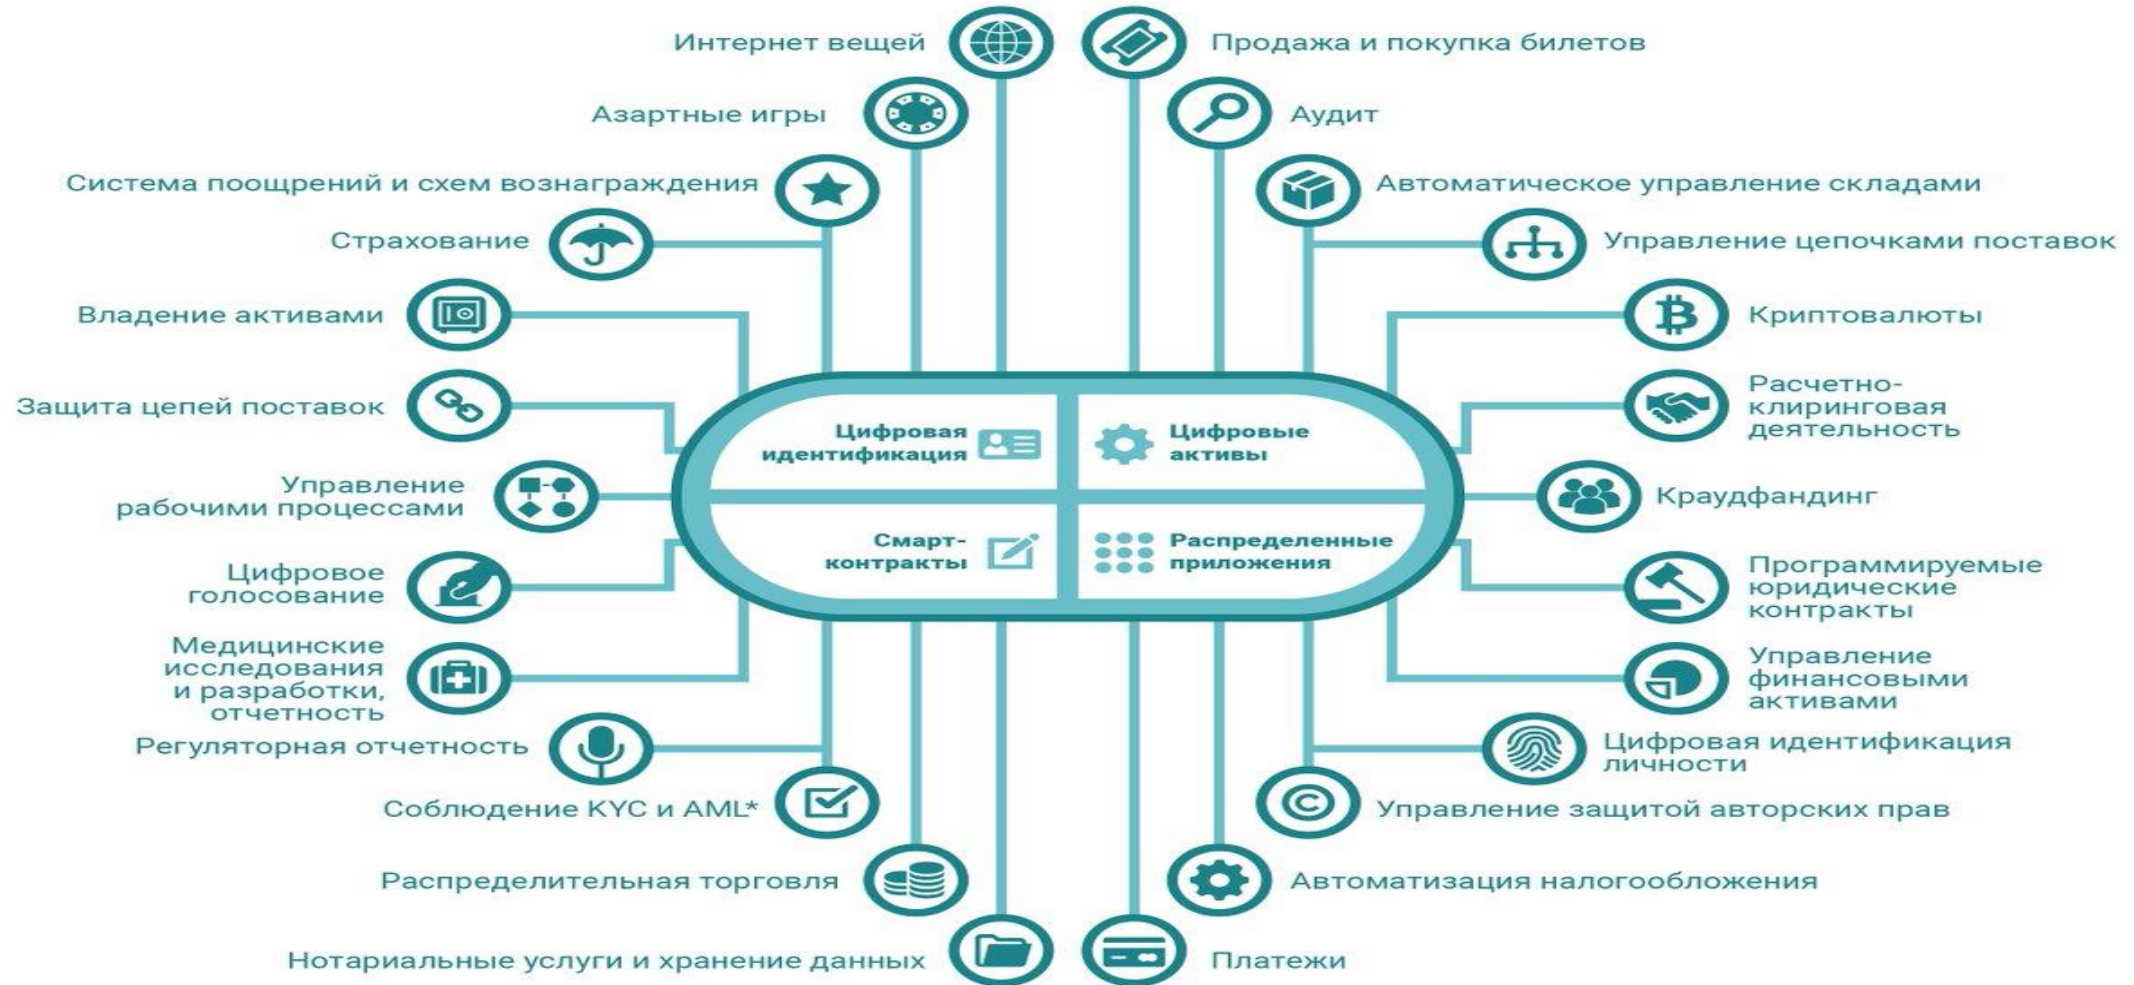 Интернет вещей
Продажа и покупка билетов
Азартные игры
Аудит
Система поощрений и схем вознаграждения
Автоматическое управление складами
Страхование
Управление цепочками поставок
Владение активами
Криптовалюты
Защита цепей поставок
Расчетно-
клиринговая
деятельность
Цифровая
идентификация
Цифровые
активы
Управление
рабочими процессами
Краудфандинг
Смарт-
контракты
Распределенные
приложения
Цифровое
голосование
Программируемые
юридические
контракты
Медицинские
исследования
и разработки,
отчетность
Управление
финансовыми
активами
Регуляторная отчетность
Цифровая идентификация
личности
Соблюдение KYC и AML*
Управление защитой авторских прав
Распределительная торговля
Автоматизация налогообложения
Нотариальные услуги и хранение данных
Платежи